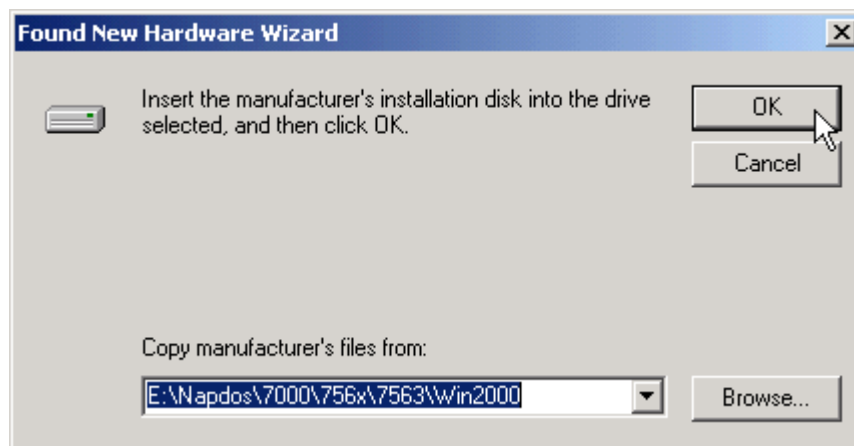 Found New Hardware Wizard
Insert the manufacturer's installation disk into the drive
selected, and then click OK.
OK
Cancel
Copy manufacturer's files from:
E:\Napdos\7000\756x\7563\Win2000
Browse...